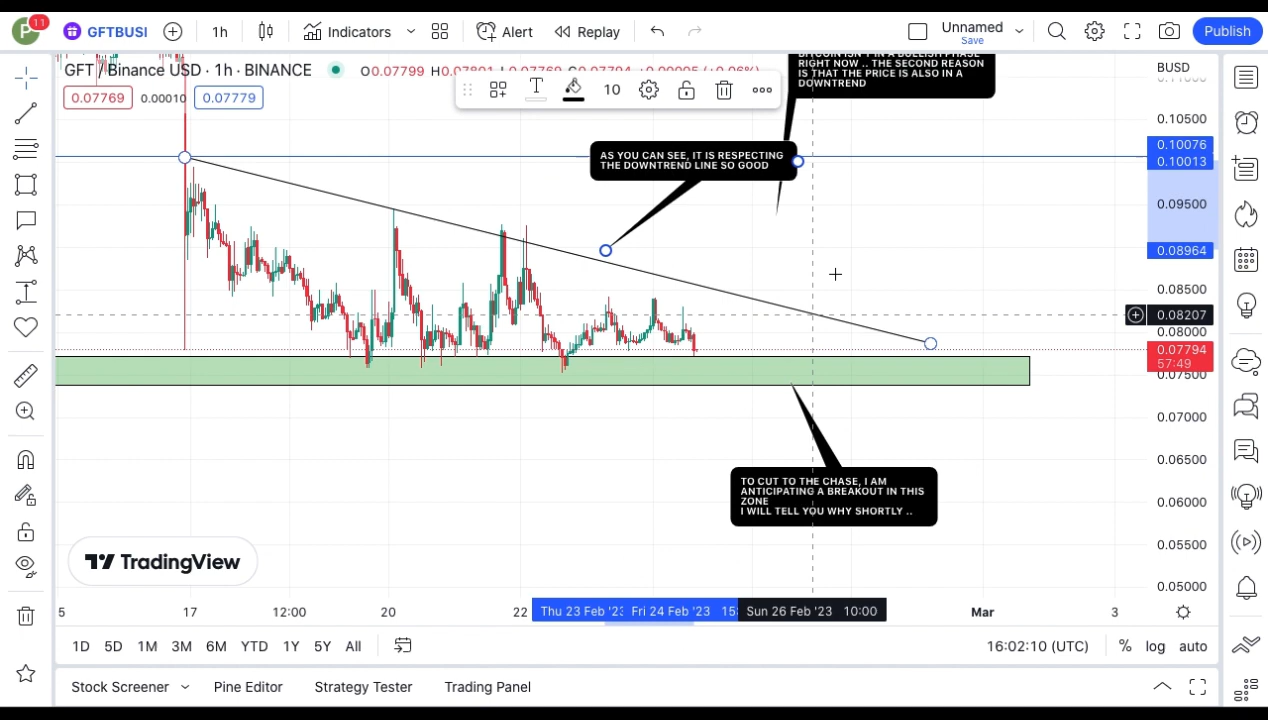 P 11 GFTBUSI 1h Indicators Alert Replay Unnamed Save Publish
GFT / Binance USD · 1h · BINANCE O0.07799
0.07769 0.00010 0.07779
10
RIGHT NOW .. THE SECOND REASON
IS THAT THE PRICE IS ALSO IN A
DOWNTREND
AS YOU CAN SEE, IT IS RESPECTING
THE DOWNTREND LINE SO GOOD
TO CUT TO THE CHASE, I AM
ANTICIPATING A BREAKOUT IN THIS
ZONE
I WILL TELL YOU WHY SHORTLY ..
BUSD
0.10500
0.10076
0.10013
0.09500
0.08964
0.08500
0.08207
0.08000
0.07794
57:49
0.07500
0.07000
0.06500
0.06000
0.05500
0.05000
TradingView
5 17 12:00 20 22 Thu 23 Feb '23 Fri 24 Feb '23 15: Sun 26 Feb '23 10:00 Mar 3
1D 5D 1M 3M 6M YTD 1Y 5Y All 16:02:10 (UTC) % log auto
Stock Screener Pine Editor Strategy Tester Trading Panel